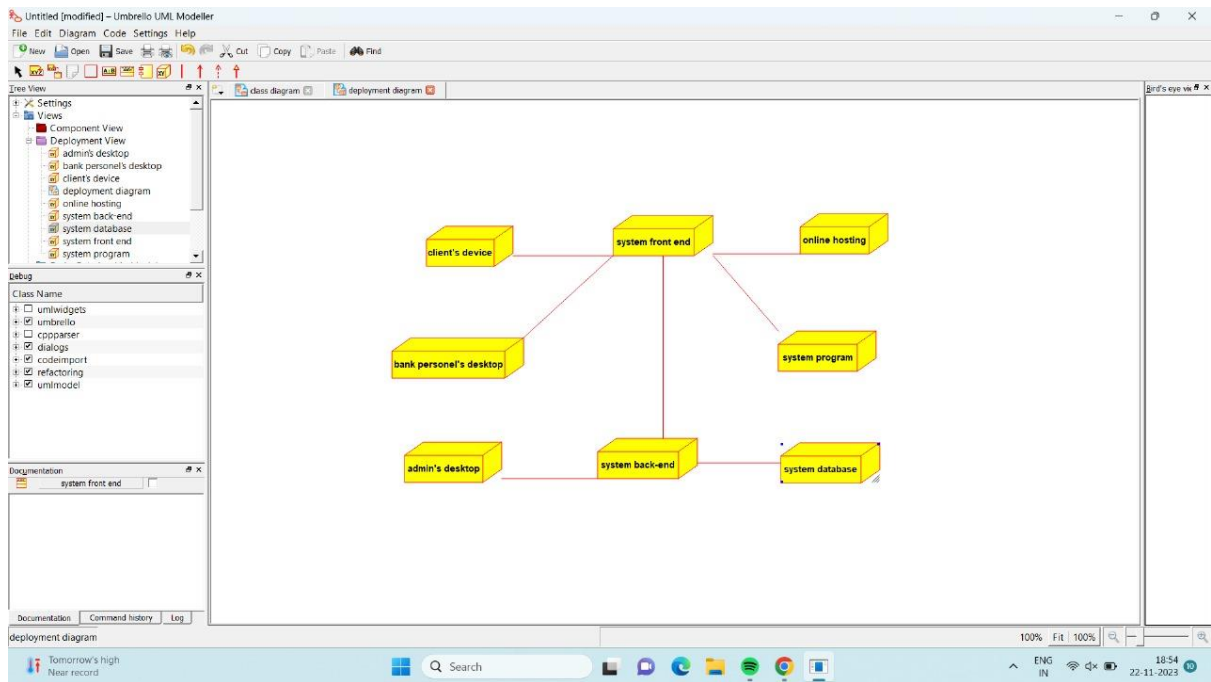 Untitled [modified] – Umbrello UML Modeller
File Edit Diagram Code Settings Help
New Open Save Cut Copy Paste Find
Tree View
class diagram deployment diagram
Bird's eye vie
Settings
Views
Component View
Deployment View
admin's desktop
bank personel's desktop
client's device
deployment diagram
online hosting
system back-end
system database
system front end
system program
Debug
Class Name
umlwidgets
umbrello
cppparser
dialogs
codeimport
refactoring
umlmodel
Documentation
system front end
Documentation Command history Log
client's device
system front end
online hosting
bank personel's desktop
system program
admin's desktop
system back-end
system database
deployment diagram
100% Fit 100%
Tomorrow's high
Near record
Search
ENG
IN
18:54
22-11-2023
10